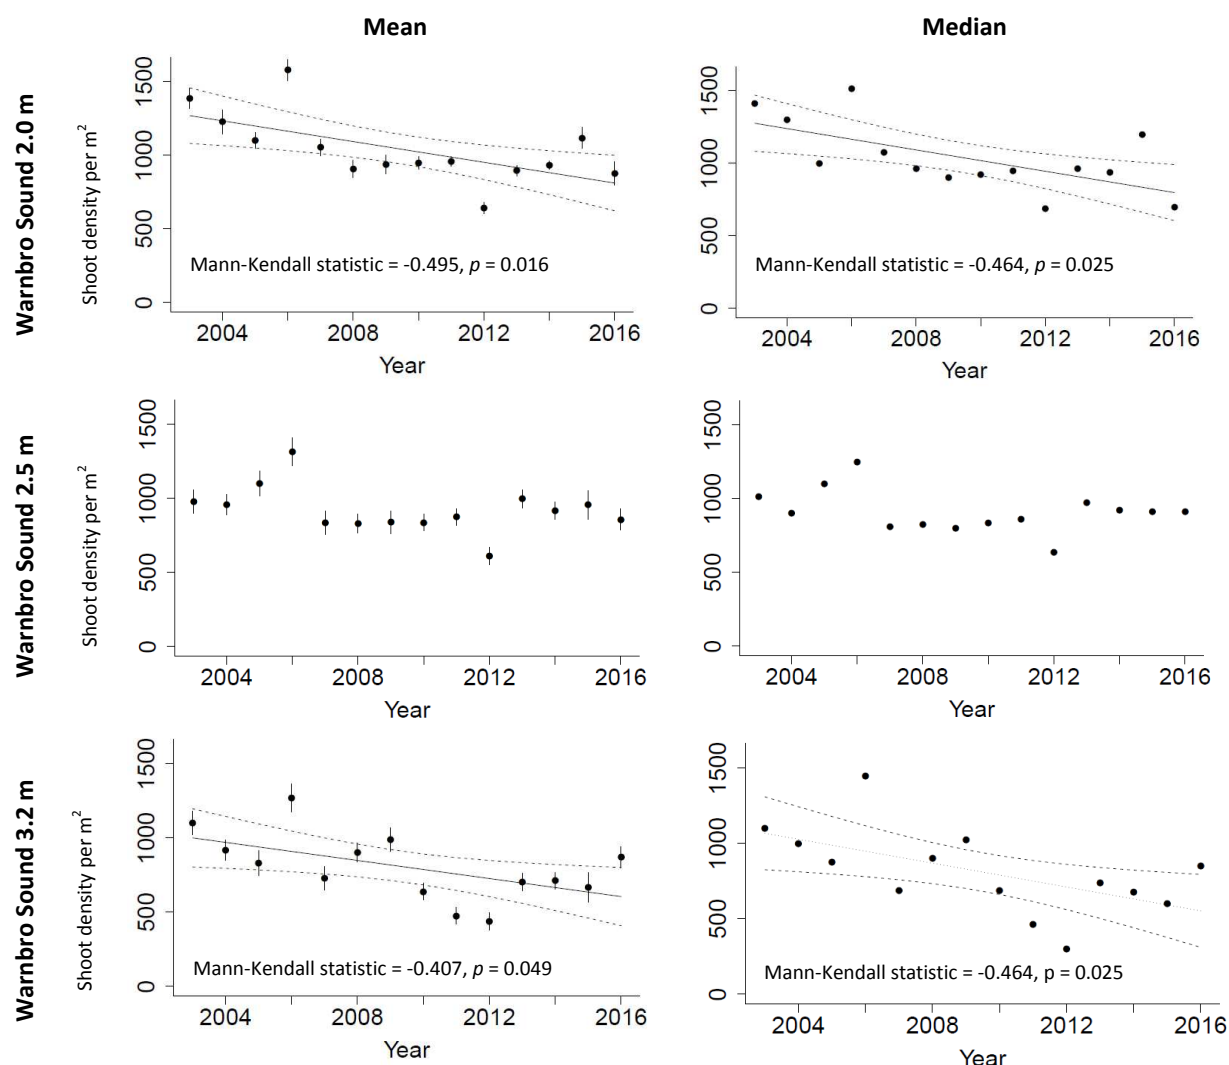 Mean
Median
Warnbro Sound 2.0 m
Shoot density per m²
1500
1000
500
0
Mann-Kendall statistic = -0.495, p = 0.016
2004
2008
2012
2016
Year
1500
1000
500
0
Mann-Kendall statistic = -0.464, p = 0.025
2004
2008
2012
2016
Year
Warnbro Sound 2.5 m
Shoot density per m²
1500
1000
500
0
2004
2008
2012
2016
Year
1500
1000
500
0
2004
2008
2012
2016
Year
Warnbro Sound 3.2 m
Shoot density per m²
1500
1000
500
0
Mann-Kendall statistic = -0.407, p = 0.049
2004
2008
2012
2016
Year
1500
1000
500
0
Mann-Kendall statistic = -0.464, p = 0.025
2004
2008
2012
2016
Year